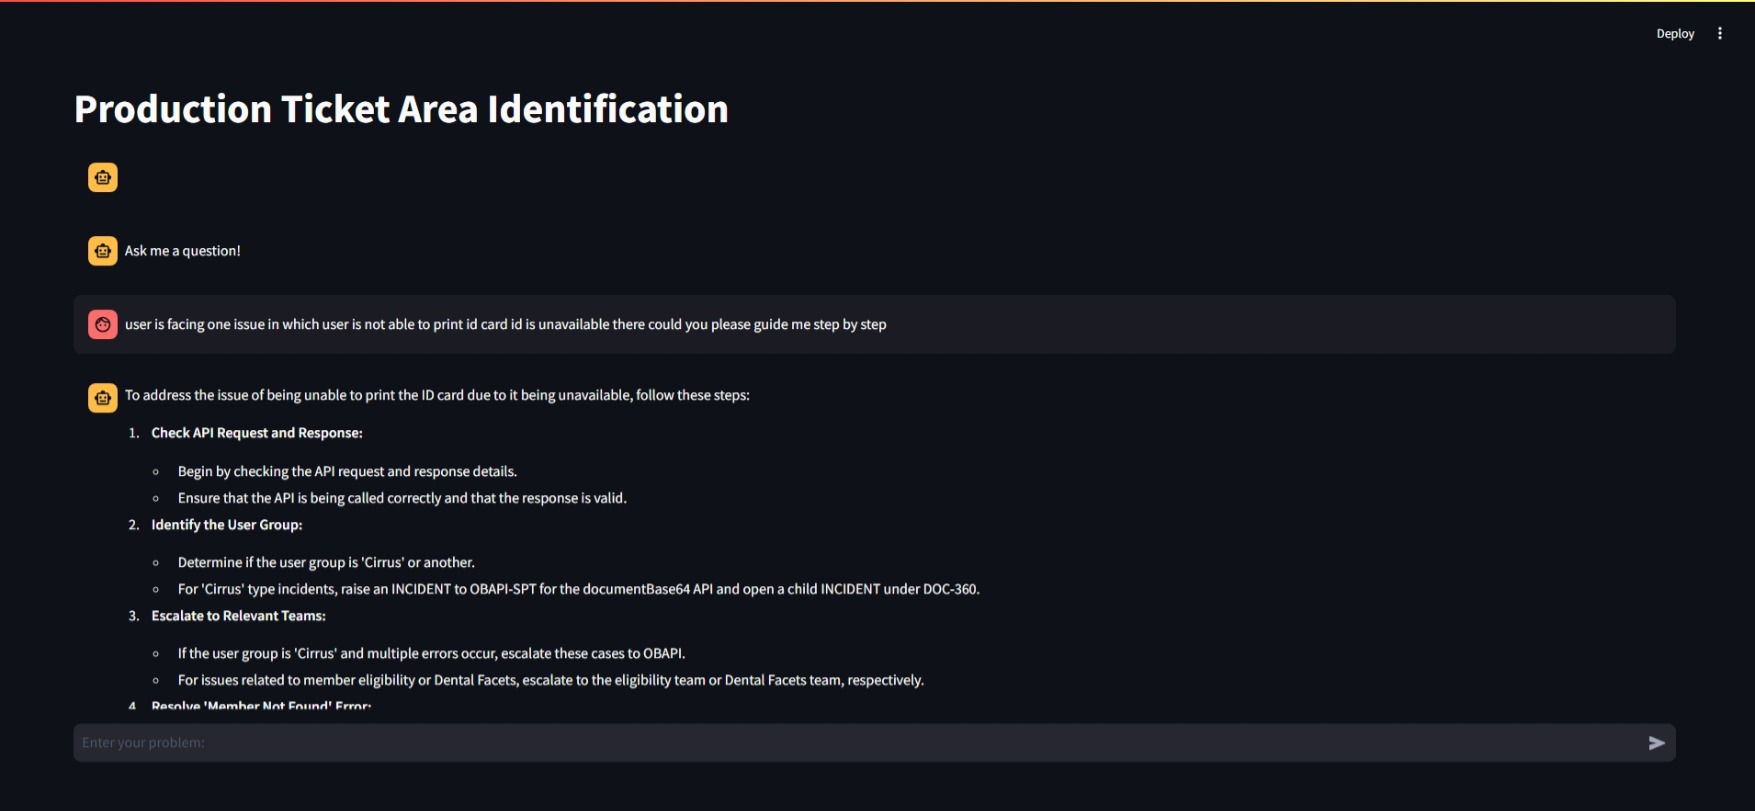 Deploy
Production Ticket Area Identification
Ask me a question!
user is facing one issue in which user is not able to print id card id is unavailable there could you please guide me step by step
To address the issue of being unable to print the ID card due to it being unavailable, follow these steps:
1. Check API Request and Response:
Begin by checking the API request and response details.
Ensure that the API is being called correctly and that the response is valid.
2. Identify the User Group:
Determine if the user group is 'Cirrus' or another.
For 'Cirrus' type incidents, raise an INCIDENT to OBAPI-SPT for the documentBase64 API and open a child INCIDENT under DOC-360.
3. Escalate to Relevant Teams:
If the user group is 'Cirrus' and multiple errors occur, escalate these cases to OBAPI.
For issues related to member eligibility or Dental Facets, escalate to the eligibility team or Dental Facets team, respectively.
4. Resolve 'Member Not Found' Error:
Enter your problem: